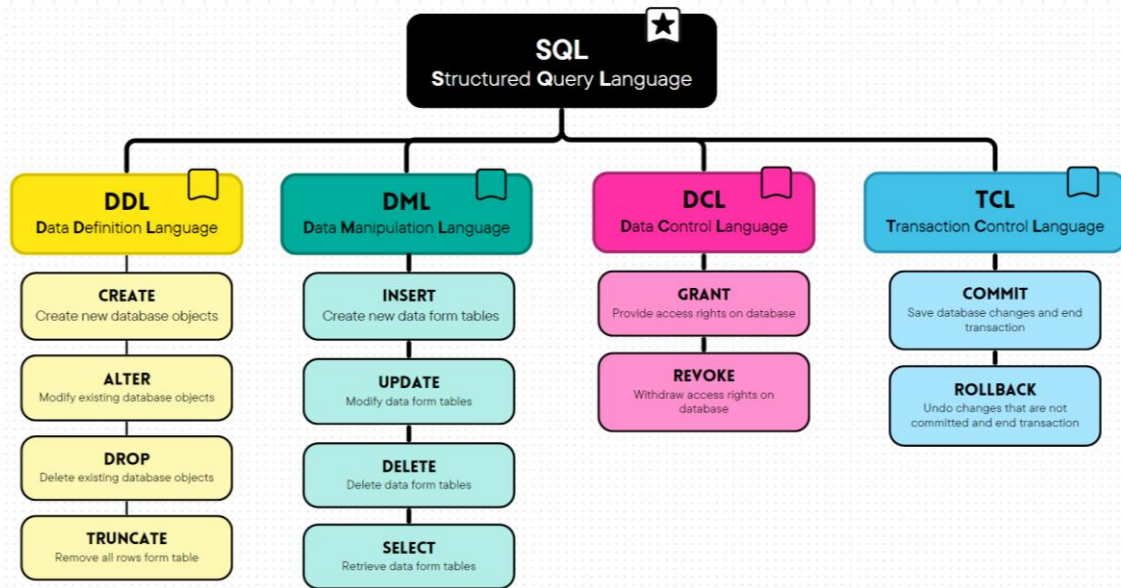 SQL
Structured Query Language
DDL
Data Definition Language
CREATE
Create new database objects
ALTER
Modify existing database objects
DROP
Delete existing database objects
TRUNCATE
Remove all rows form table
DML
Data Manipulation Language
INSERT
Create new data form tables
UPDATE
Modify data form tables
DELETE
Delete data form tables
SELECT
Retrieve data form tables
DCL
Data Control Language
GRANT
Provide access rights on database
REVOKE
Withdraw access rights on
database
TCL
Transaction Control Language
COMMIT
Save database changes and end
transaction
ROLLBACK
Undo changes that are not
committed and end transaction